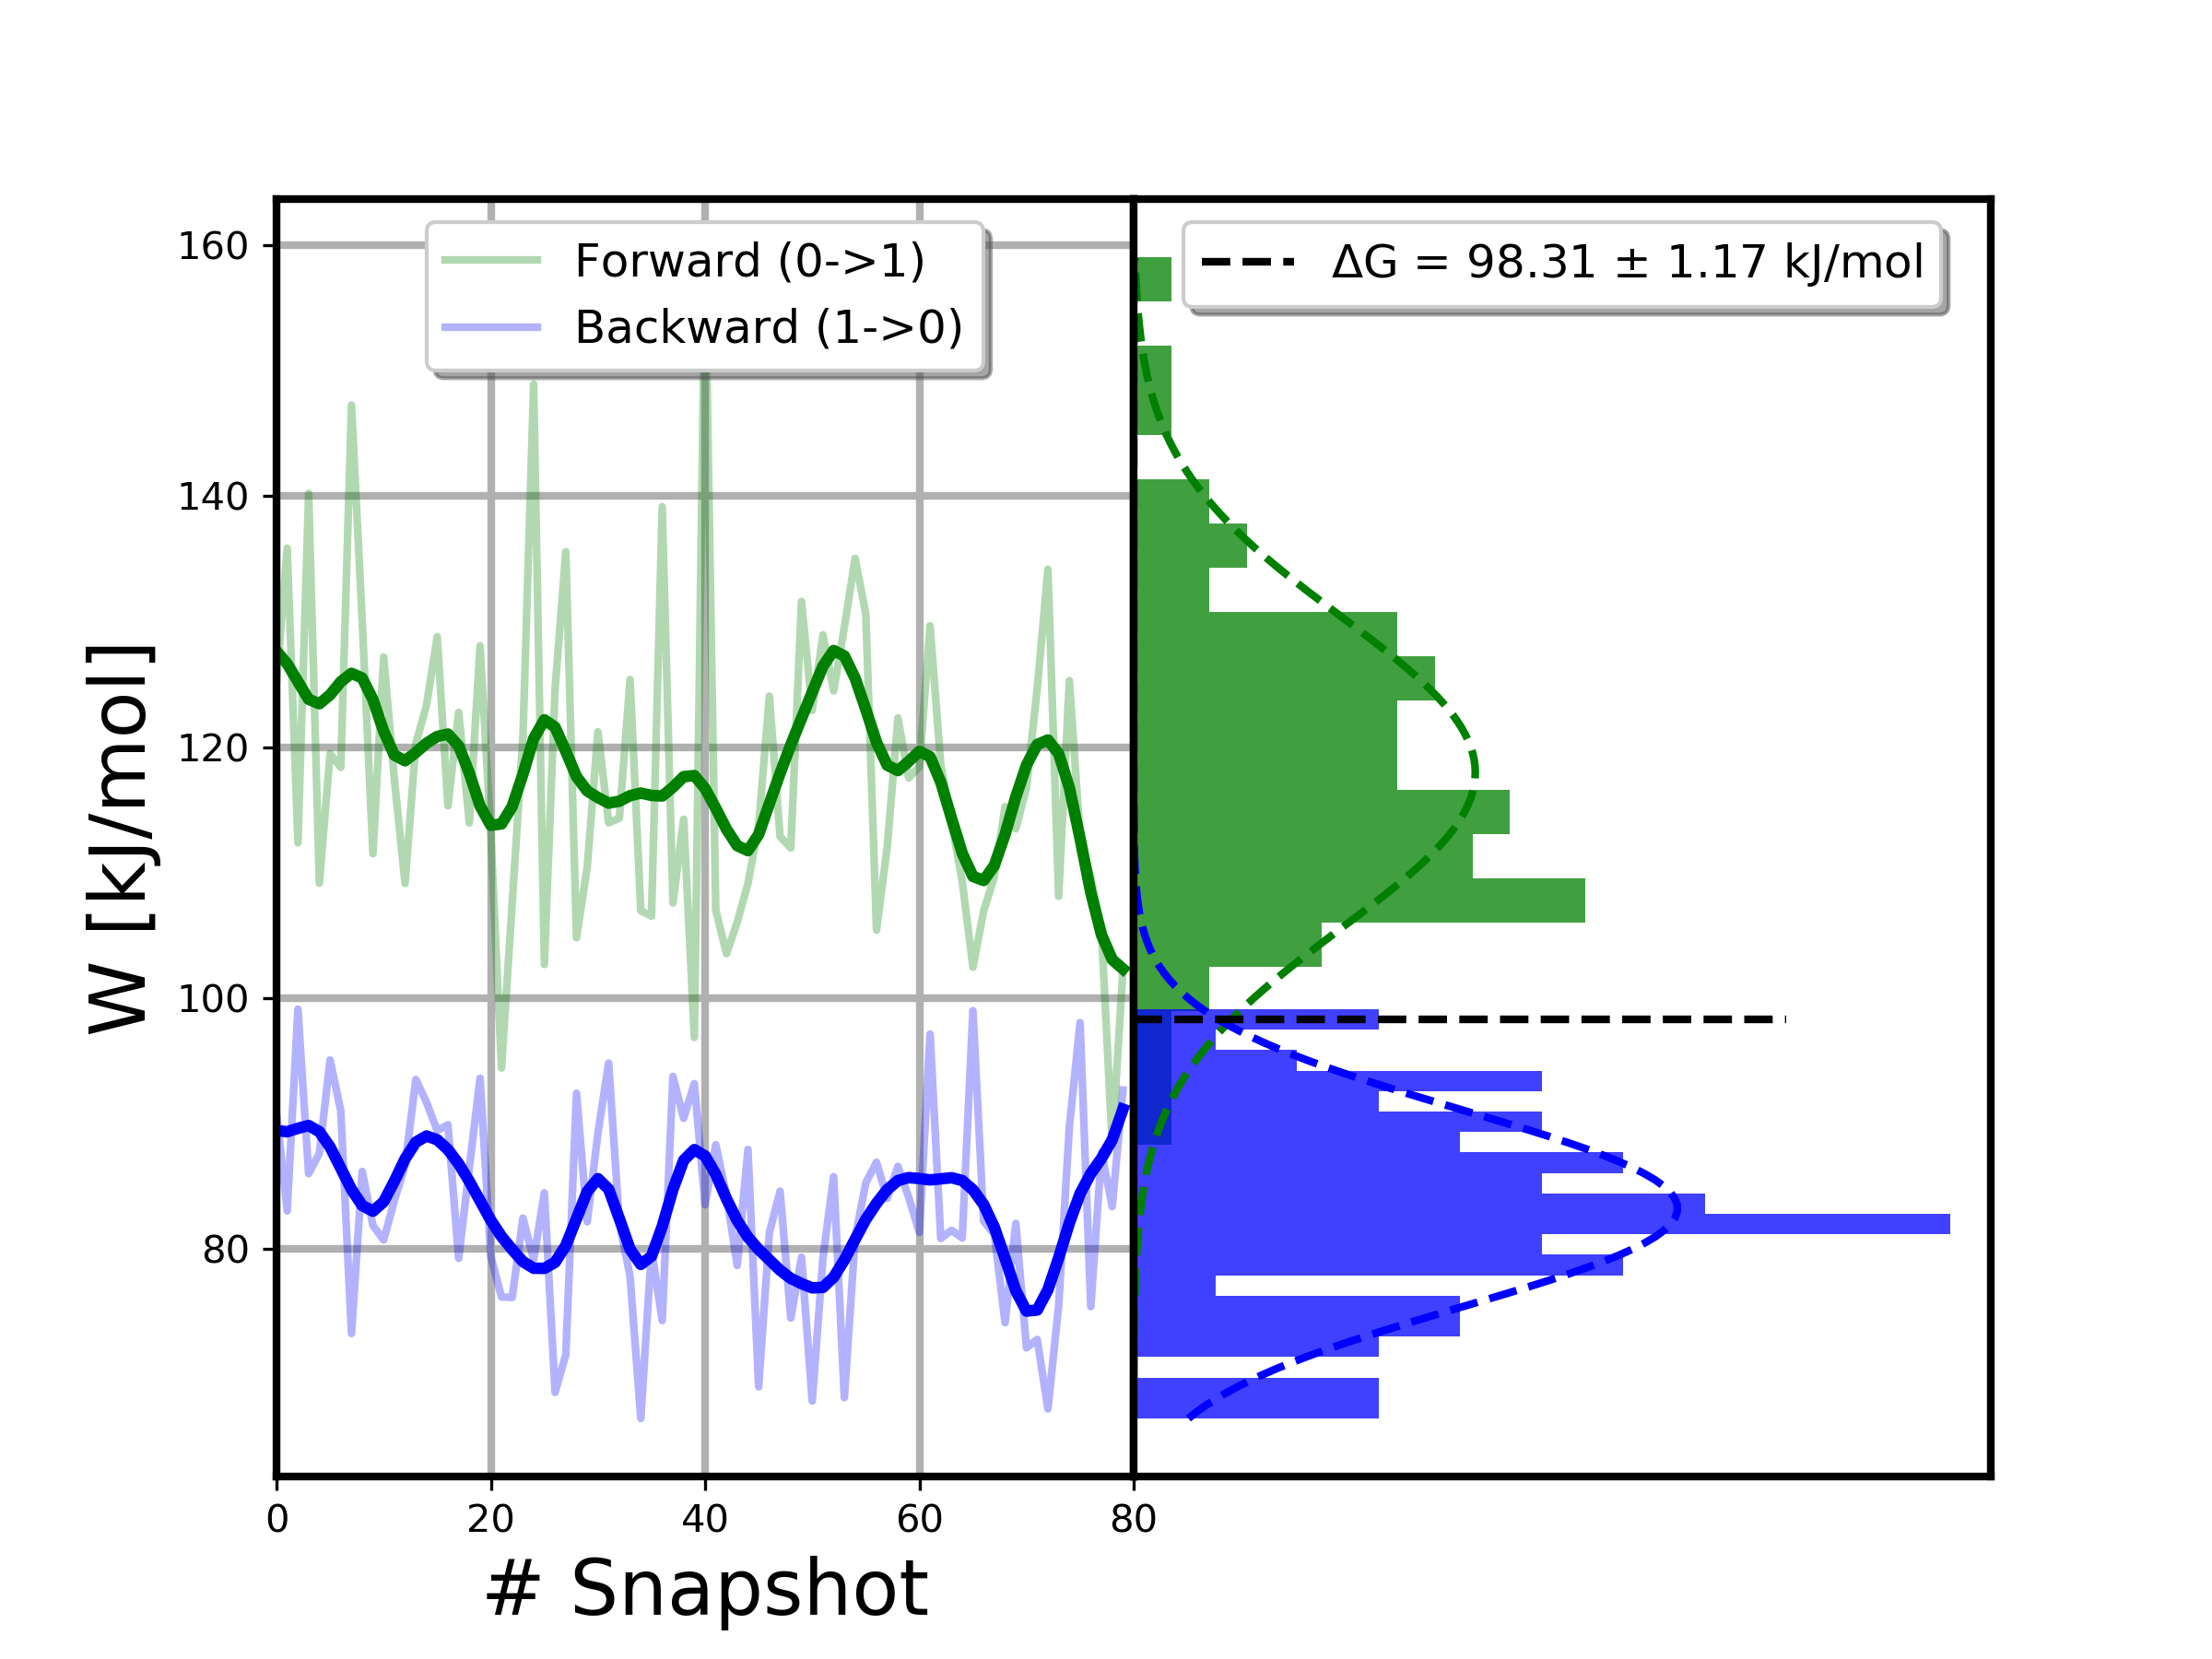 160
140
120
100
80
W [kJ/mol]
Forward (0->1)
Backward (1->0)
ΔG = 98.31 ± 1.17 kJ/mol
0 20 40 60 80
# Snapshot